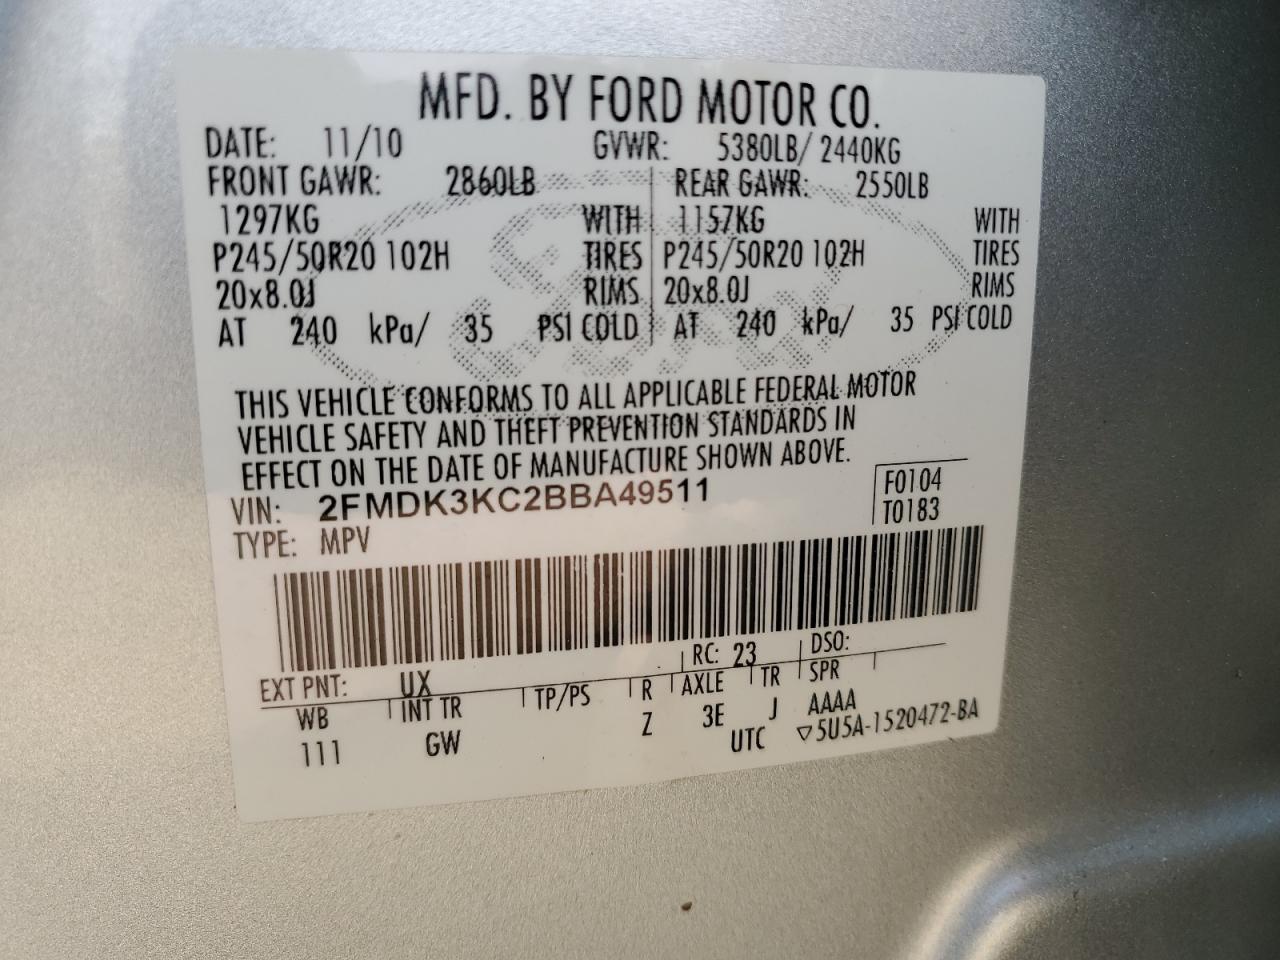 MFD. BY FORD MOTOR CO.
DATE: 11/10 GVWR: 5380LB/ 2440KG
FRONT GAWR: 2860LB REAR GAWR: 2550LB
1297KG WITH 1157KG WITH
P245/50R20 102H TIRES P245/50R20 102H TIRES
20x8.0J RIMS 20x8.0J RIMS
AT 240 kPa/ 35 PSI COLD AT 240 kPa/ 35 PSI COLD
THIS VEHICLE CONFORMS TO ALL APPLICABLE FEDERAL MOTOR
VEHICLE SAFETY AND THEFT PREVENTION STANDARDS IN
EFFECT ON THE DATE OF MANUFACTURE SHOWN ABOVE.
VIN: 2FMDK3KC2BBA49511 F0104
TYPE: MPV T0183
EXT PNT: UX RC: 23 DSO:
WB INT TR TP/PS R AXLE TR SPR
111 GW Z 3E J AAAA
UTC ▽5U5A-1520472-BA